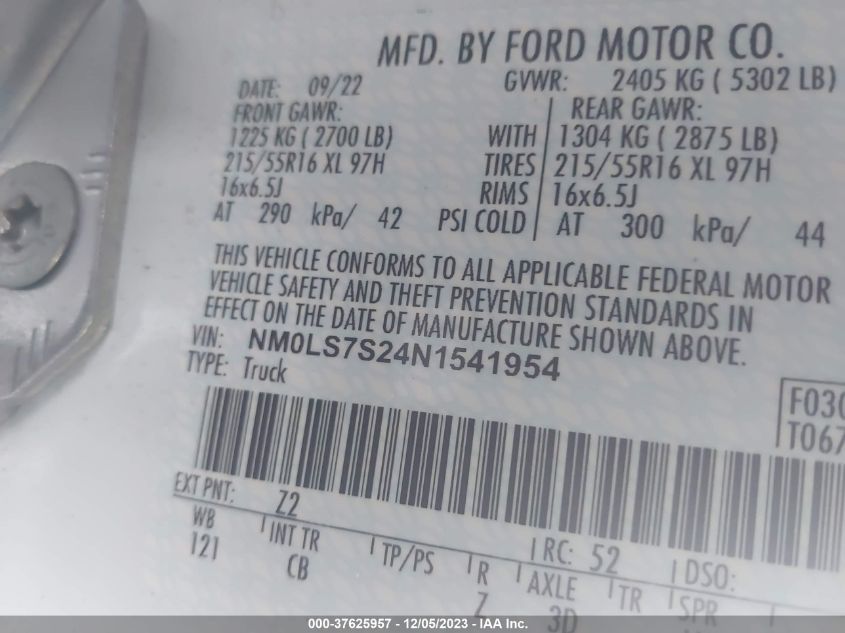 MFD. BY FORD MOTOR CO.
DATE: 09/22 GVWR: 2405 KG ( 5302 LB)
FRONT GAWR: REAR GAWR:
1225 KG ( 2700 LB) WITH 1304 KG ( 2875 LB)
215/55R16 XL 97H TIRES 215/55R16 XL 97H
16x6.5J RIMS 16x6.5J
AT 290 kPa/ 42 PSI COLD AT 300 kPa/ 44
THIS VEHICLE CONFORMS TO ALL APPLICABLE FEDERAL MOTOR
VEHICLE SAFETY AND THEFT PREVENTION STANDARDS IN
EFFECT ON THE DATE OF MANUFACTURE SHOWN ABOVE.
VIN: NM0LS7S24N1541954
TYPE: Truck
F030
T067
EXT PNT: Z2 RC: 52 DSO:
WB INT TR TP/PS R AXLE TR SPR
121 CB Z 3D
000-37625957 - 12/05/2023 - 1IAA INC.